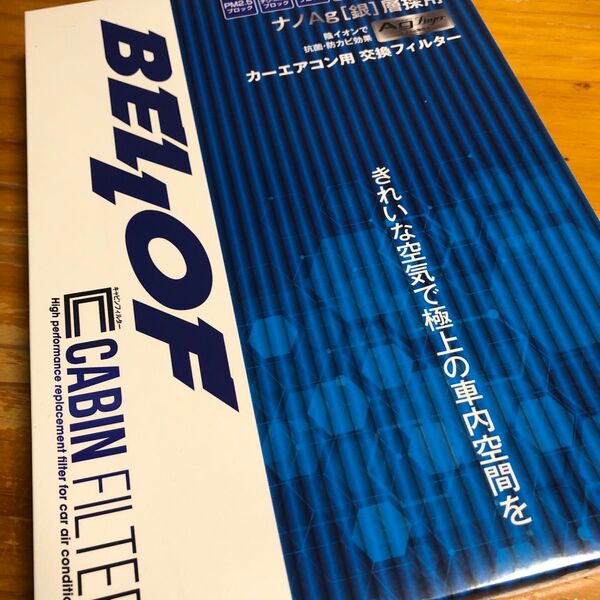 PM2.5
ブロック
ブロック
ナノAg[銀]層採用
陰イオンで
抗菌・防カビ効果
Ag
カーエアコン用 交換フィルター
BELLOF
きれいな空気で極上の車内空間を
キャビンフィルター
CABIN FILTER
High performance replacement filter for car air conditio